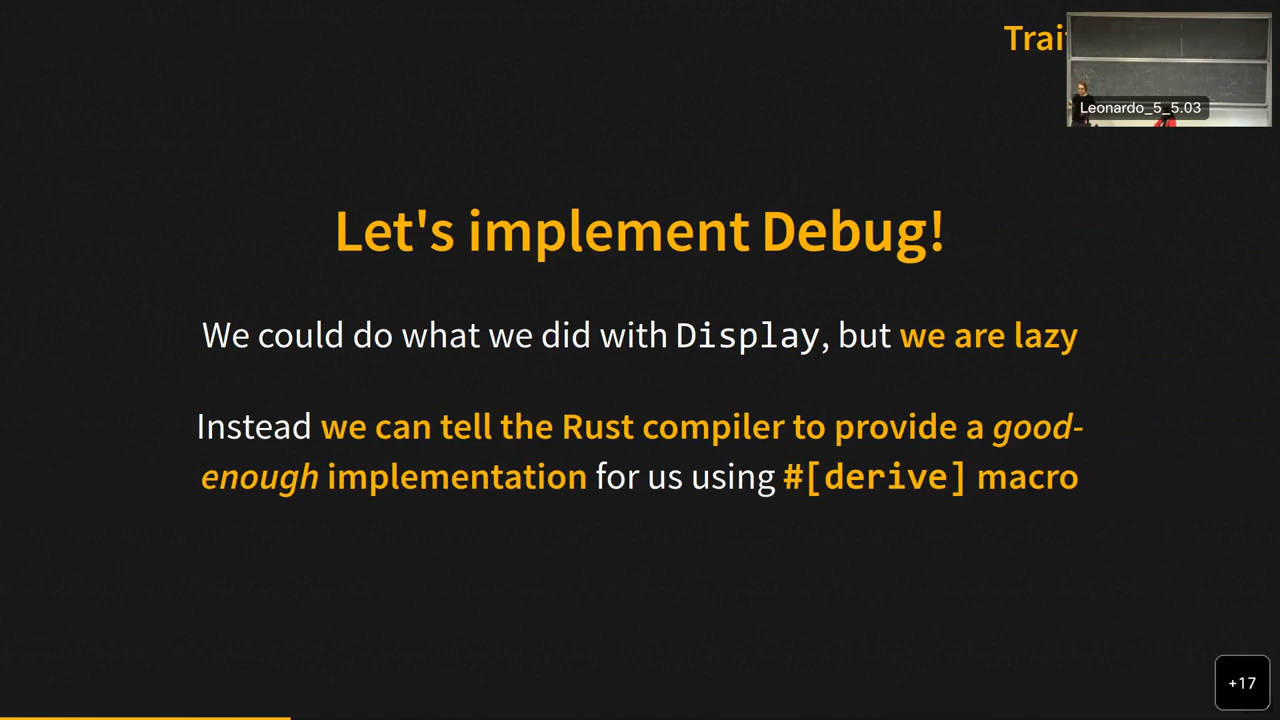 Leonardo_5_5.03
Let's implement Debug!
We could do what we did with Display, but we are lazy
Instead we can tell the Rust compiler to provide a good-
enough implementation for us using #[derive] macro
+17